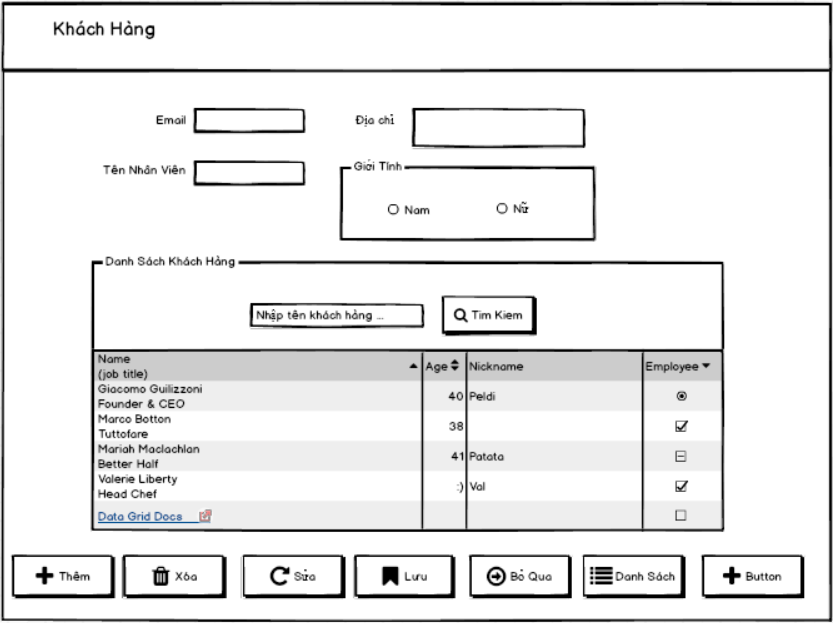 Khách Hàng
Email
Địa chỉ
Tên Nhân Viên
Giới Tính
Nam
Nữ
Danh Sách Khách Hàng
Nhập tên khách hàng ...
Tìm Kiem
Name
(job title)
Age
Nickname
Employee
Giacomo Guilizzoni
Founder & CEO
40
Peldi
Marco Botton
Tuttofare
38
Mariah Maclachlan
Better Half
41
Patata
Valerie Liberty
Head Chef
:)
Val
Data Grid Docs
Thêm
Xóa
Sửa
Lưu
Bỏ Qua
Danh Sách
Button